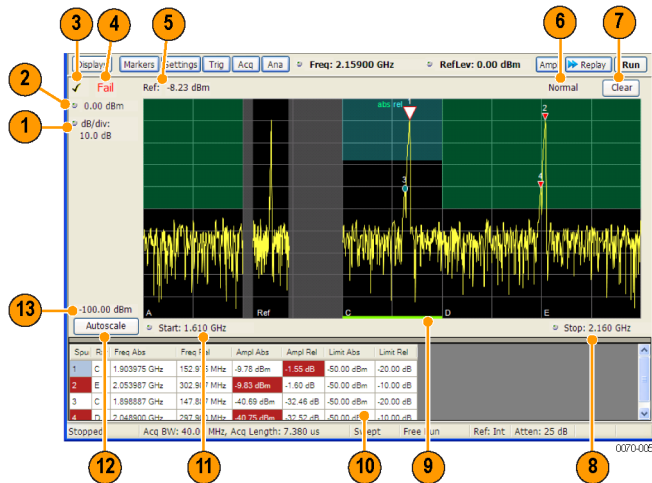 3 4 5 6 7
Displays Markers Settings Trig Acq Ana Freq: 2.15900 GHz RefLev: 0.00 dBm Amp Replay Run
Fail Ref: -8.23 dBm Normal Clear
2
0.00 dBm
1
dB/div:
10.0 dB
abs rel 1
2
3
4
13
-100.00 dBm
A Ref C D E
Autoscale Start: 1.610 GHz Stop: 2.160 GHz
Spu Freq Abs Freq Rel Ampl Abs Ampl Rel Limit Abs Limit Rel
1 C 1.903975 GHz MHz -9.78 dBm -1.55 dB -50.00 dBm -20.00 dB
2 E 2.053987 GHz MHz -9.83 dBm -1.60 dB -50.00 dBm -10.00 dB
3 C 1.898887 GHz MHz -40.69 dBm -32.46 dB -50.00 dBm -20.00 dB
4 D 2.048900 GHz MHz -40.75 dBm -32.52 dB -50.00 dBm -10.00 dB
Stopped Acq BW: MHz, Acq Length: 7.380 us Swept Free Run Ref: Int Atten: 25 dB
0070-005
12 11 10 9 8